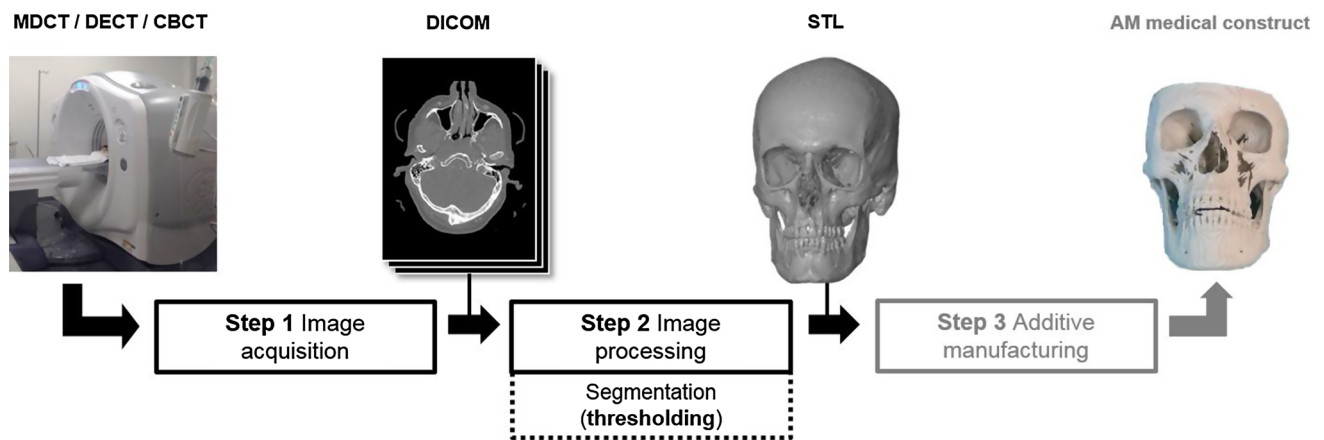 MDCT / DECT / CBCT
DICOM
STL
AM medical construct
Step 1 Image
acquisition
Step 2 Image
processing
Segmentation
(thresholding)
Step 3 Additive
manufacturing